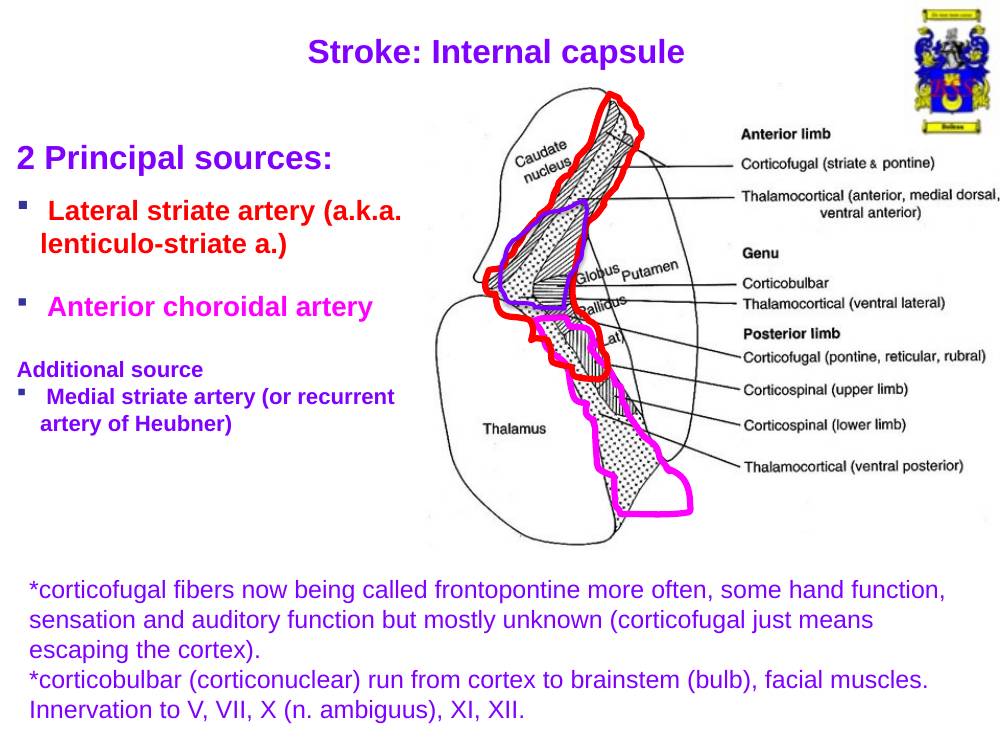 Stroke: Internal capsule
2 Principal sources:
▪ Lateral striate artery (a.k.a.
lenticulo-striate a.)
▪ Anterior choroidal artery
Additional source
▪ Medial striate artery (or recurrent
artery of Heubner)
Caudate
nucleus
Globus
Pallidus
Lat)
Putamen
Thalamus
Anterior limb
Corticofugal (striate & pontine)
Thalamocortical (anterior, medial dorsal,
ventral anterior)
Genu
Corticobulbar
Thalamocortical (ventral lateral)
Posterior limb
Corticofugal (pontine, reticular, rubral)
Corticospinal (upper limb)
Corticospinal (lower limb)
Thalamocortical (ventral posterior)
*corticofugal fibers now being called frontopontine more often, some hand function,
sensation and auditory function but mostly unknown (corticofugal just means
escaping the cortex).
*corticobulbar (corticonuclear) run from cortex to brainstem (bulb), facial muscles.
Innervation to V, VII, X (n. ambiguus), XI, XII.